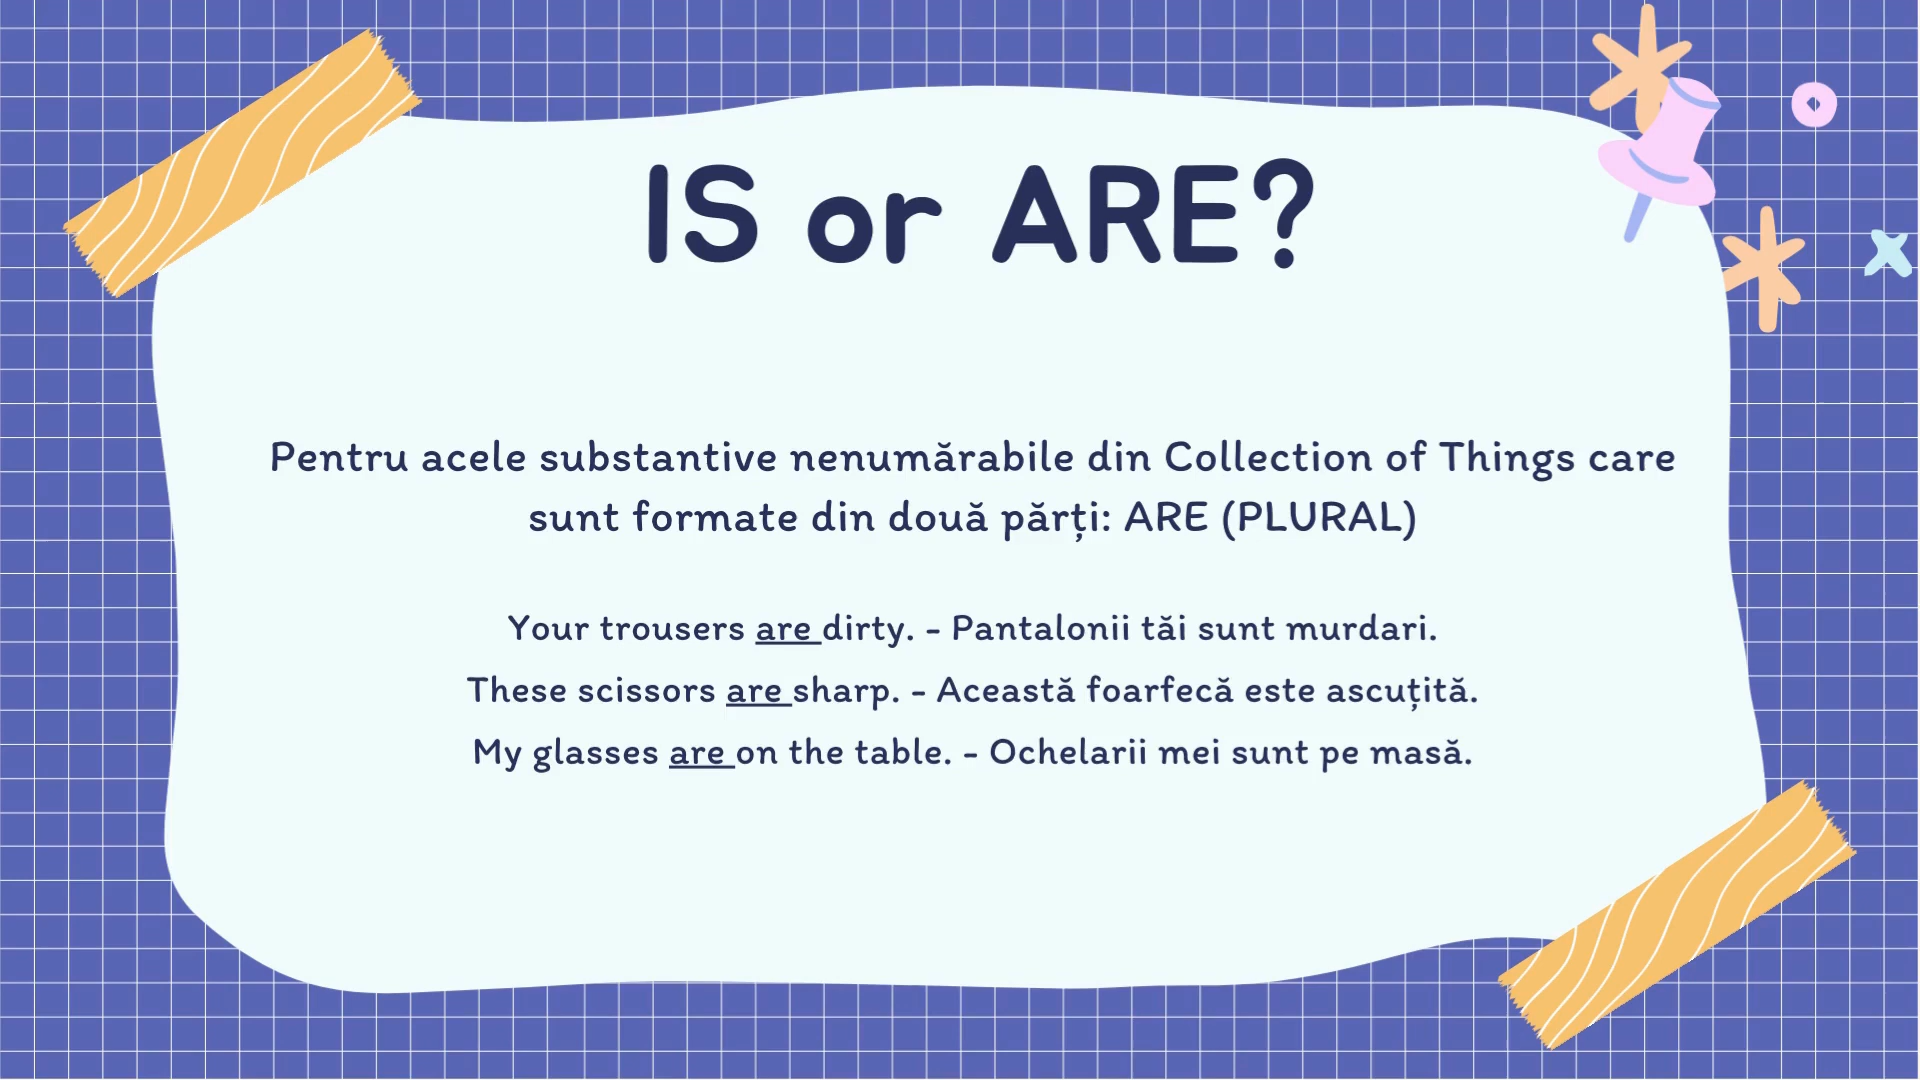 IS or ARE?
Pentru acele substantive nenumărabile din Collection of Things care
sunt formate din două părți: ARE (PLURAL)
Your trousers are dirty. - Pantalonii tăi sunt murdari.
These scissors are sharp. - Această foarfecă este ascuțită.
My glasses are on the table. - Ochelarii mei sunt pe masă.